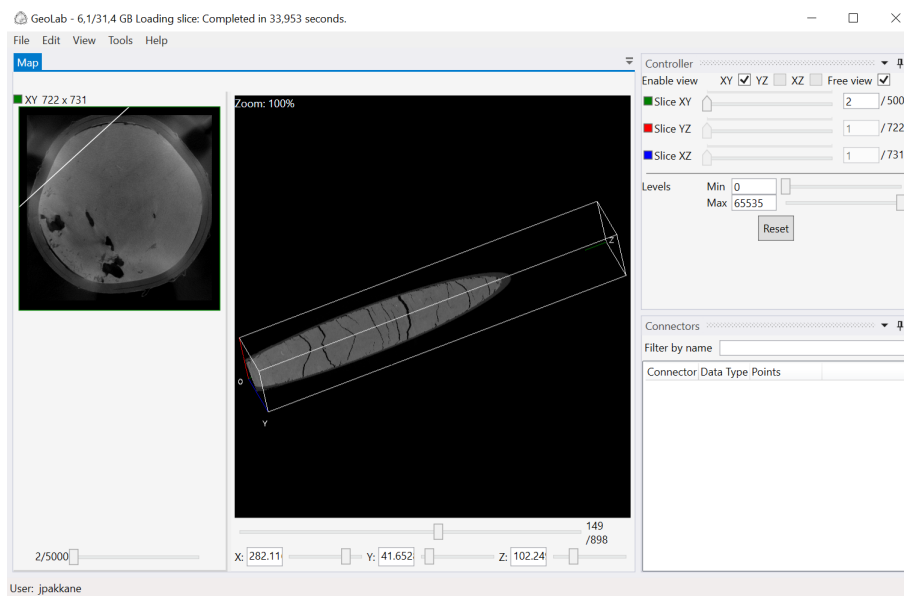 GeoLab - 6,1/31,4 GB Loading slice: Completed in 33,953 seconds.
File Edit View Tools Help
Map
XY 722 x 731
Zoom: 100%
Z
O
Y
2/5000
149
/898
X: 282.11 Y: 41.652 Z: 102.24
Controller
Enable view XY YZ XZ Free view
Slice XY 2 /500
Slice YZ 1 /722
Slice XZ 1 /731
Levels Min 0
Max 65535
Reset
Connectors
Filter by name
Connector Data Type Points
User: jpakkane